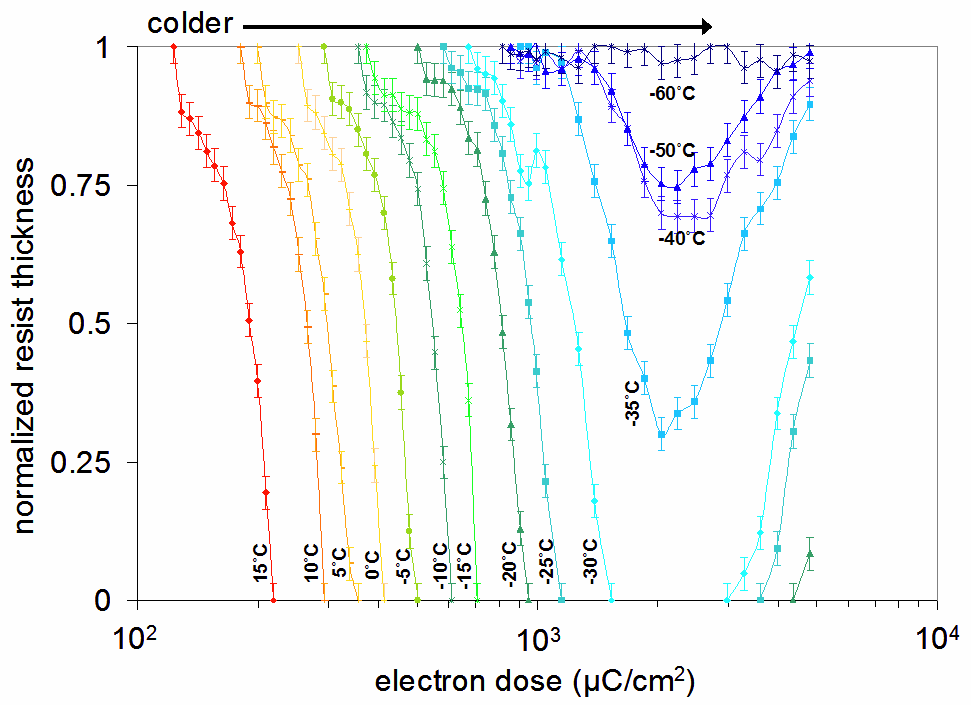 colder
1
0.75
0.5
0.25
0
normalized resist thickness
-60°C
-50°C
-40°C
-35°C
15°C
10°C
5°C
0°C
-5°C
-10°C
-15°C
-20°C
-25°C
-30°C
10²
10³
10⁴
electron dose (µC/cm²)